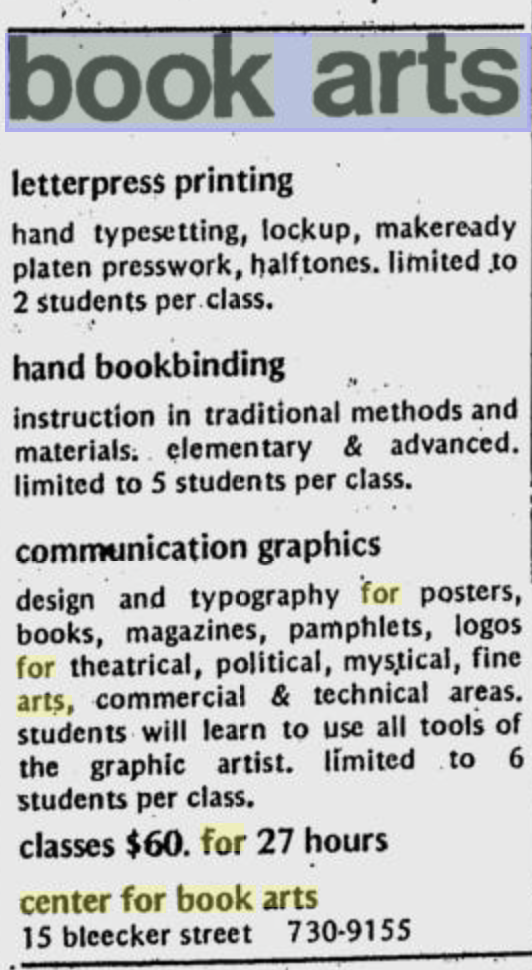 book arts
letterpress printing
hand typesetting, lockup, makeready
platen presswork, halftones. limited to
2 students per class.
hand bookbinding
instruction in traditional methods and
materials. elementary & advanced.
limited to 5 students per class.
communication graphics
design and typography for posters,
books, magazines, pamphlets, logos
for theatrical, political, mystical, fine
arts, commercial & technical areas.
students will learn to use all tools of
the graphic artist. limited to 6
students per class.
classes $60. for 27 hours
center for book arts
15 bleecker street 730-9155